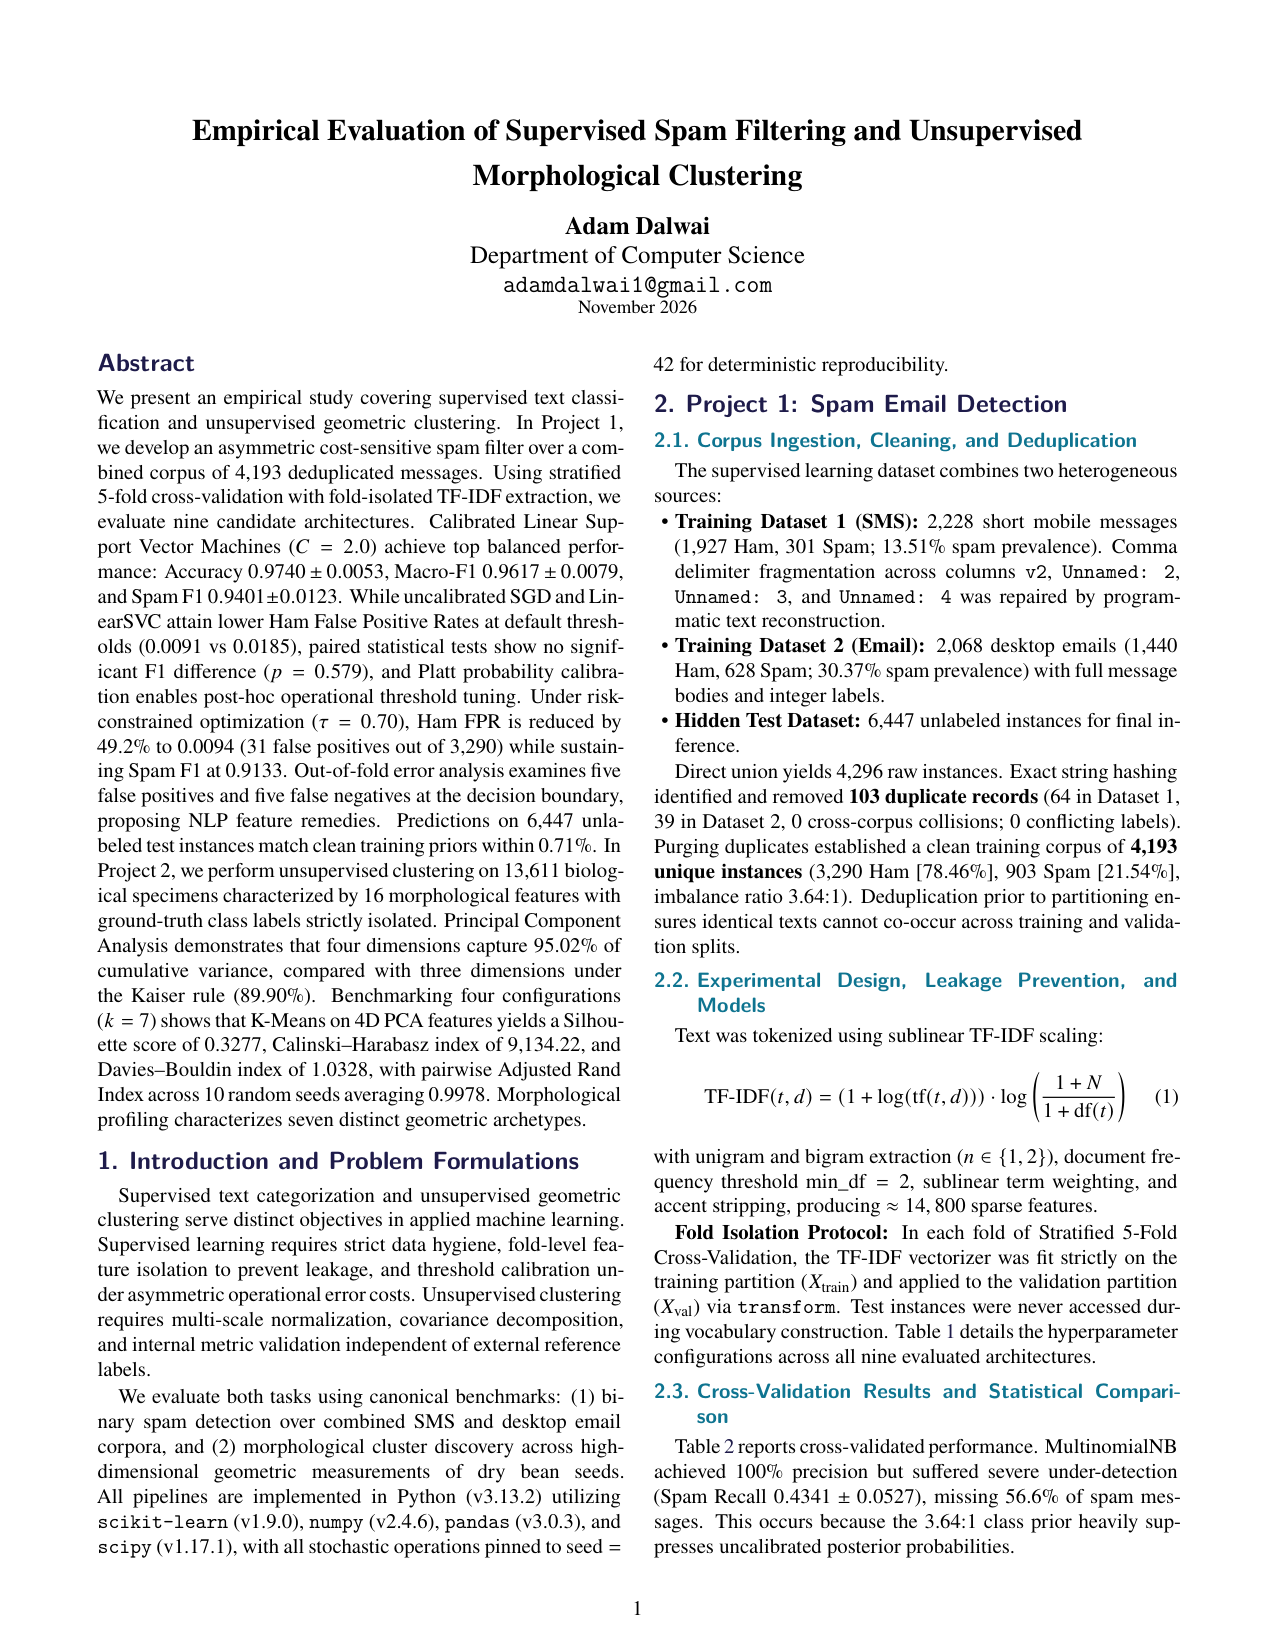 Empirical Evaluation of Supervised Spam Filtering and Unsupervised
Morphological Clustering
Adam Dalwai
Department of Computer Science
adamdalwai1@gmail.com
November 2026
Abstract
We present an empirical study covering supervised text classi-
fication and unsupervised geometric clustering. In Project 1,
we develop an asymmetric cost-sensitive spam filter over a com-
bined corpus of 4,193 deduplicated messages. Using stratified
5-fold cross-validation with fold-isolated TF-IDF extraction, we
evaluate nine candidate architectures. Calibrated Linear Sup-
port Vector Machines (C = 2.0) achieve top balanced perfor-
mance: Accuracy 0.9740 ± 0.0053, Macro-F1 0.9617 ± 0.0079,
and Spam F1 0.9401±0.0123. While uncalibrated SGD and Lin-
earSVC attain lower Ham False Positive Rates at default thresh-
olds (0.0091 vs 0.0185), paired statistical tests show no signif-
icant F1 difference (p = 0.579), and Platt probability calibra-
tion enables post-hoc operational threshold tuning. Under risk-
constrained optimization (τ = 0.70), Ham FPR is reduced by
49.2% to 0.0094 (31 false positives out of 3,290) while sustain-
ing Spam F1 at 0.9133. Out-of-fold error analysis examines five
false positives and five false negatives at the decision boundary,
proposing NLP feature remedies. Predictions on 6,447 unla-
beled test instances match clean training priors within 0.71%. In
Project 2, we perform unsupervised clustering on 13,611 biolog-
ical specimens characterized by 16 morphological features with
ground-truth class labels strictly isolated. Principal Component
Analysis demonstrates that four dimensions capture 95.02% of
cumulative variance, compared with three dimensions under
the Kaiser rule (89.90%). Benchmarking four configurations
(k = 7) shows that K-Means on 4D PCA features yields a Silhou-
ette score of 0.3277, Calinski–Harabasz index of 9,134.22, and
Davies–Bouldin index of 1.0328, with pairwise Adjusted Rand
Index across 10 random seeds averaging 0.9978. Morphological
profiling characterizes seven distinct geometric archetypes.
1. Introduction and Problem Formulations
Supervised text categorization and unsupervised geometric
clustering serve distinct objectives in applied machine learning.
Supervised learning requires strict data hygiene, fold-level fea-
ture isolation to prevent leakage, and threshold calibration un-
der asymmetric operational error costs. Unsupervised clustering
requires multi-scale normalization, covariance decomposition,
and internal metric validation independent of external reference
labels.
We evaluate both tasks using canonical benchmarks: (1) bi-
nary spam detection over combined SMS and desktop email
corpora, and (2) morphological cluster discovery across high-
dimensional geometric measurements of dry bean seeds.
All pipelines are implemented in Python (v3.13.2) utilizing
scikit-learn (v1.9.0), numpy (v2.4.6), pandas (v3.0.3), and
scipy (v1.17.1), with all stochastic operations pinned to seed =
42 for deterministic reproducibility.
2. Project 1: Spam Email Detection
2.1. Corpus Ingestion, Cleaning, and Deduplication
The supervised learning dataset combines two heterogeneous
sources:
• Training Dataset 1 (SMS): 2,228 short mobile messages
(1,927 Ham, 301 Spam; 13.51% spam prevalence). Comma
delimiter fragmentation across columns v2, Unnamed: 2,
Unnamed: 3, and Unnamed: 4 was repaired by program-
matic text reconstruction.
• Training Dataset 2 (Email): 2,068 desktop emails (1,440
Ham, 628 Spam; 30.37% spam prevalence) with full message
bodies and integer labels.
• Hidden Test Dataset: 6,447 unlabeled instances for final in-
ference.
Direct union yields 4,296 raw instances. Exact string hashing
identified and removed 103 duplicate records (64 in Dataset 1,
39 in Dataset 2, 0 cross-corpus collisions; 0 conflicting labels).
Purging duplicates established a clean training corpus of 4,193
unique instances (3,290 Ham [78.46%], 903 Spam [21.54%],
imbalance ratio 3.64:1). Deduplication prior to partitioning en-
sures identical texts cannot co-occur across training and valida-
tion splits.
2.2. Experimental Design, Leakage Prevention, and
Models
Text was tokenized using sublinear TF-IDF scaling:
TF-IDF(t, d) = (1 + log(tf(t, d))) · log ( (1 + N) / (1 + df(t)) ) (1)
with unigram and bigram extraction (n ∈ {1, 2}), document fre-
quency threshold min_df = 2, sublinear term weighting, and
accent stripping, producing ≈ 14, 800 sparse features.
Fold Isolation Protocol: In each fold of Stratified 5-Fold
Cross-Validation, the TF-IDF vectorizer was fit strictly on the
training partition (Xtrain) and applied to the validation partition
(Xval) via transform. Test instances were never accessed dur-
ing vocabulary construction. Table 1 details the hyperparameter
configurations across all nine evaluated architectures.
2.3. Cross-Validation Results and Statistical Compari-
son
Table 2 reports cross-validated performance. MultinomialNB
achieved 100% precision but suffered severe under-detection
(Spam Recall 0.4341 ± 0.0527), missing 56.6% of spam mes-
sages. This occurs because the 3.64:1 class prior heavily sup-
presses uncalibrated posterior probabilities.
1